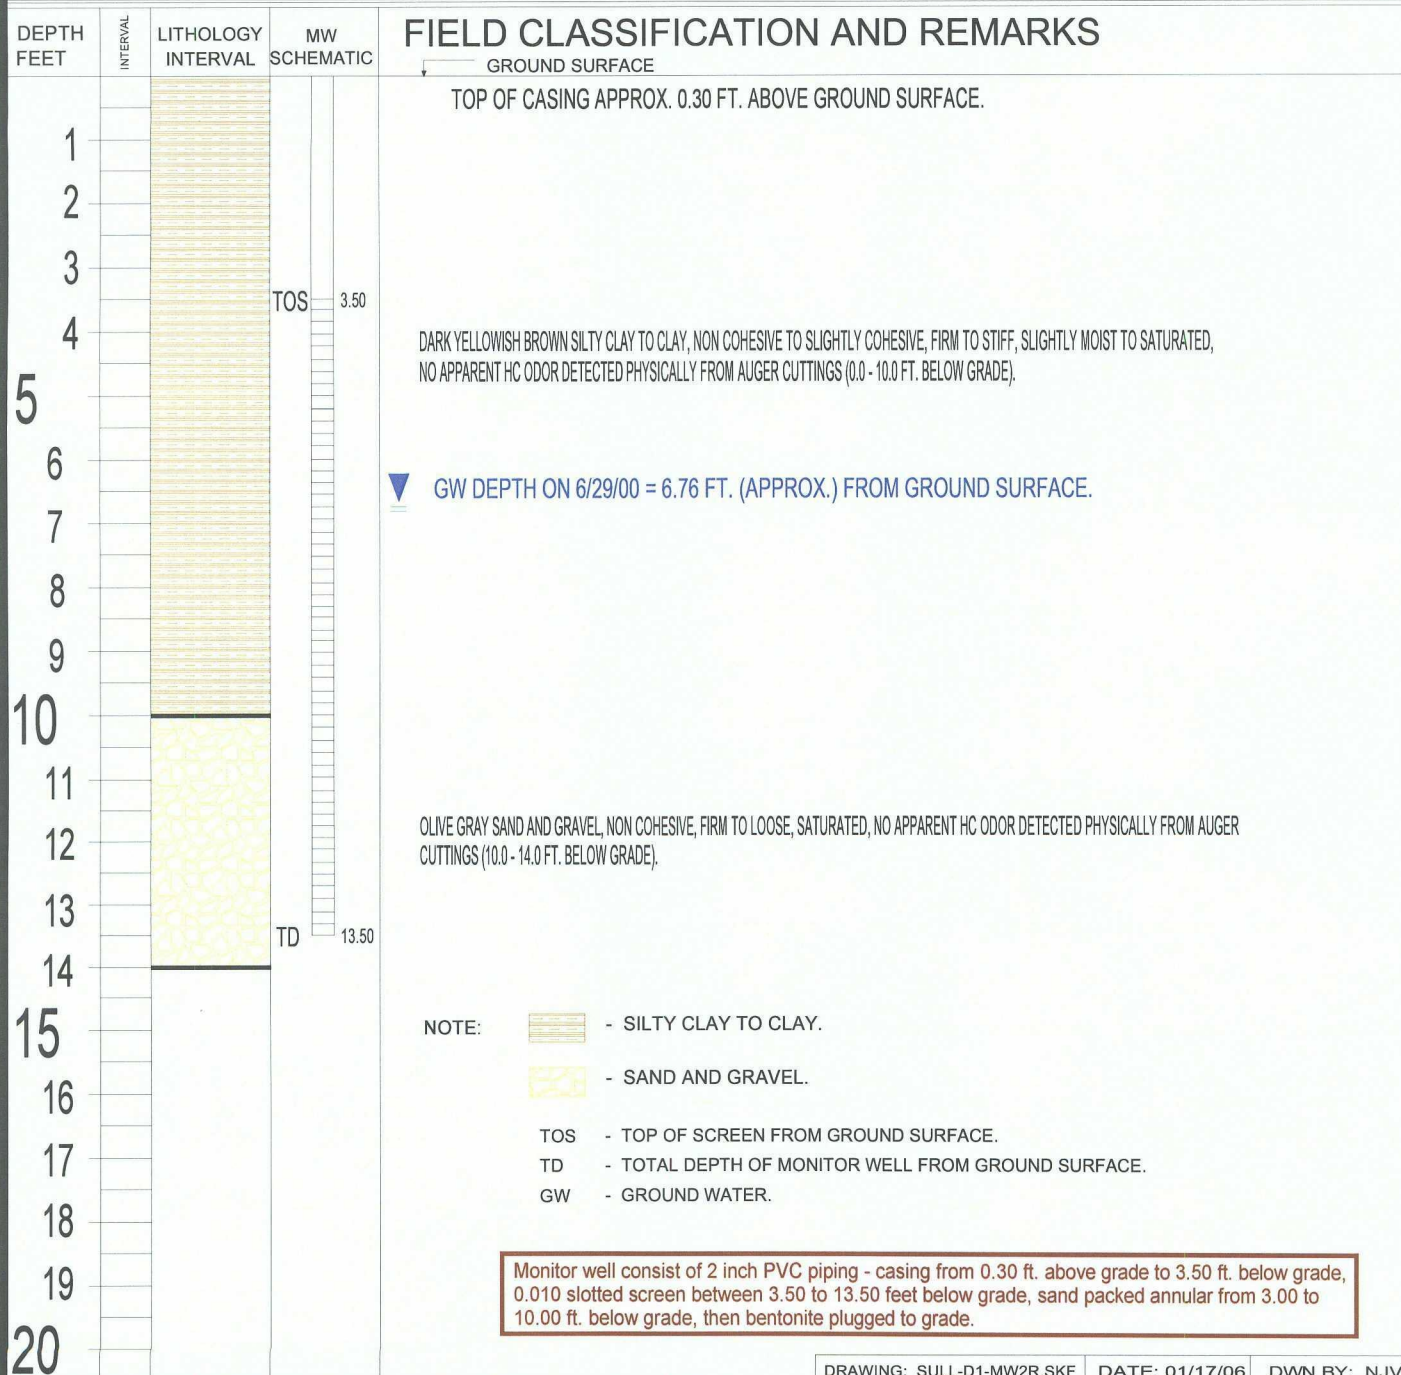 DEPTH FEET
INTERVAL
LITHOLOGY INTERVAL
MW SCHEMATIC
FIELD CLASSIFICATION AND REMARKS
GROUND SURFACE
TOP OF CASING APPROX. 0.30 FT. ABOVE GROUND SURFACE.
1
2
3
TOS 3.50
4
DARK YELLOWISH BROWN SILTY CLAY TO CLAY, NON COHESIVE TO SLIGHTLY COHESIVE, FIRM TO STIFF, SLIGHTLY MOIST TO SATURATED,
NO APPARENT HC ODOR DETECTED PHYSICALLY FROM AUGER CUTTINGS (0.0 - 10.0 FT. BELOW GRADE).
5
6
GW DEPTH ON 6/29/00 = 6.76 FT. (APPROX.) FROM GROUND SURFACE.
7
8
9
10
11
12
OLIVE GRAY SAND AND GRAVEL, NON COHESIVE, FIRM TO LOOSE, SATURATED, NO APPARENT HC ODOR DETECTED PHYSICALLY FROM AUGER
CUTTINGS (10.0 - 14.0 FT. BELOW GRADE).
13
TD 13.50
14
15
NOTE: - SILTY CLAY TO CLAY.
- SAND AND GRAVEL.
16
TOS - TOP OF SCREEN FROM GROUND SURFACE.
17
TD - TOTAL DEPTH OF MONITOR WELL FROM GROUND SURFACE.
GW - GROUND WATER.
18
19
Monitor well consist of 2 inch PVC piping - casing from 0.30 ft. above grade to 3.50 ft. below grade,
0.010 slotted screen between 3.50 to 13.50 feet below grade, sand packed annular from 3.00 to
10.00 ft. below grade, then bentonite plugged to grade.
20
DRAWING: SULL-D1-MW2R.SKF DATE: 01/17/06 DWN BY: NJV